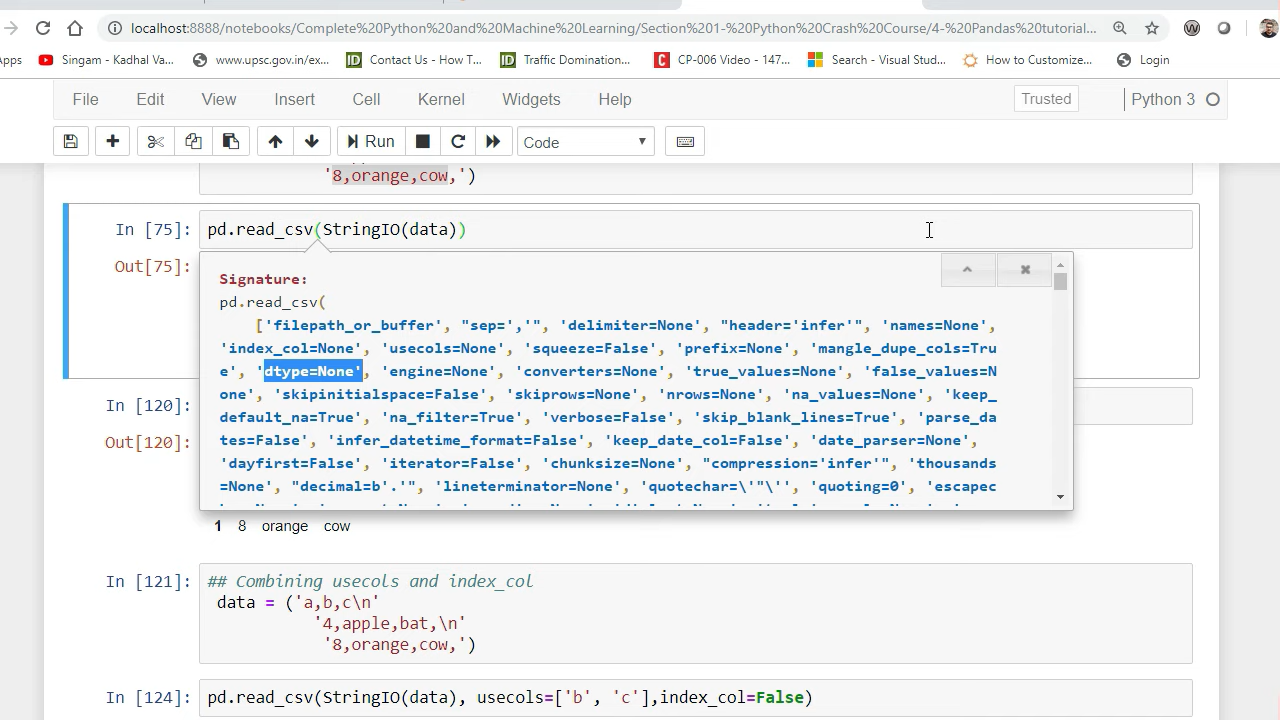 localhost:8888/notebooks/Complete%20Python%20and%20Machine%20Learning/Section%201-%20Python%20Crash%20Course/4-%20Pandas%20tutorial...
Apps Singam - Kadhal Va... www.upsc.gov.in/ex... Contact Us - How T... Traffic Domination... CP-006 Video - 147... Search - Visual Stud... How to Customize... Login
File Edit View Insert Cell Kernel Widgets Help Trusted Python 3
Run Code
'8,orange,cow,')
In [75]: pd.read_csv(StringIO(data))
Out[75]:
Signature:
pd.read_csv(
['filepath_or_buffer', "sep=','", 'delimiter=None', "header='infer'", 'names=None',
'index_col=None', 'usecols=None', 'squeeze=False', 'prefix=None', 'mangle_dupe_cols=Tru
e', 'dtype=None', 'engine=None', 'converters=None', 'true_values=None', 'false_values=N
one', 'skipinitialspace=False', 'skiprows=None', 'nrows=None', 'na_values=None', 'keep_
default_na=True', 'na_filter=True', 'verbose=False', 'skip_blank_lines=True', 'parse_da
tes=False', 'infer_datetime_format=False', 'keep_date_col=False', 'date_parser=None',
'dayfirst=False', 'iterator=False', 'chunksize=None', "compression='infer'", 'thousands
=None', "decimal=b'.'", 'lineterminator=None', 'quotechar=\'"\'', 'quoting=0', 'escapec
In [120]:
Out[120]:
1 8 orange cow
In [121]: ## Combining usecols and index_col
data = ('a,b,c\n'
'4,apple,bat,\n'
'8,orange,cow,')
In [124]: pd.read_csv(StringIO(data), usecols=['b', 'c'],index_col=False)